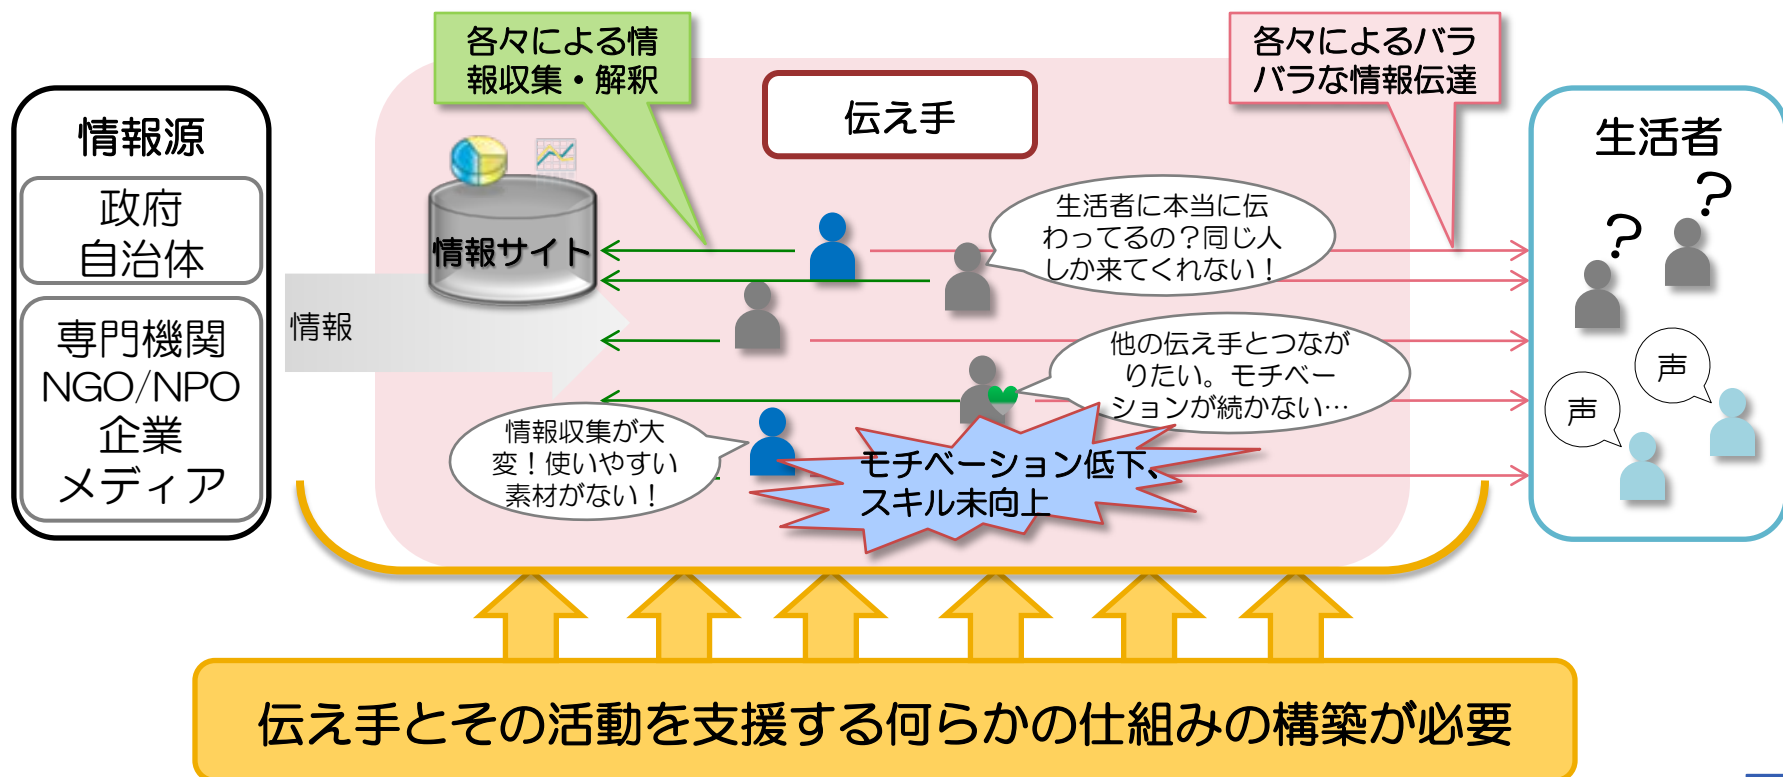 各々による情
報収集・解釈
各々によるバラ
バラな情報伝達
伝え手
情報源
政府
自治体
専門機関
NGO/NPO
企業
メディア
情報
情報サイト
生活者に本当に伝
わってるの？同じ人
しか来てくれない！
他の伝え手とつなが
りたい。モチベー
ションが続かない…
情報収集が大
変！使いやすい
素材がない！
モチベーション低下、
スキル未向上
生活者
？
？
声
声
伝え手とその活動を支援する何らかの仕組みの構築が必要